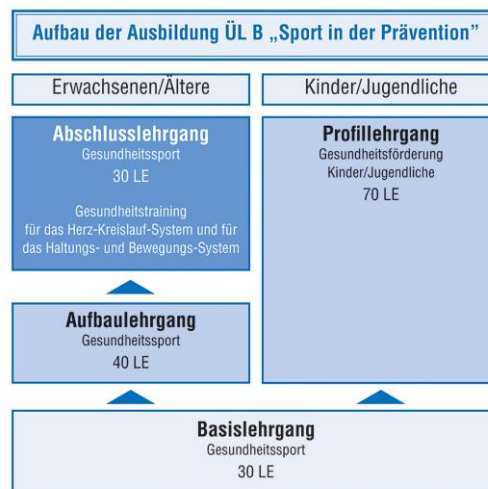 Aufbau der Ausbildung ÜL B „Sport in der Prävention”
Erwachsenen/Ältere
Kinder/Jugendliche
Abschlusslehrgang
Gesundheitssport
30 LE
Gesundheitstraining
für das Herz-Kreislauf-System und für
das Haltungs- und Bewegungs-System
Profillehrgang
Gesundheitsförderung
Kinder/Jugendliche
70 LE
Aufbaulehrgang
Gesundheitssport
40 LE
Basislehrgang
Gesundheitssport
30 LE